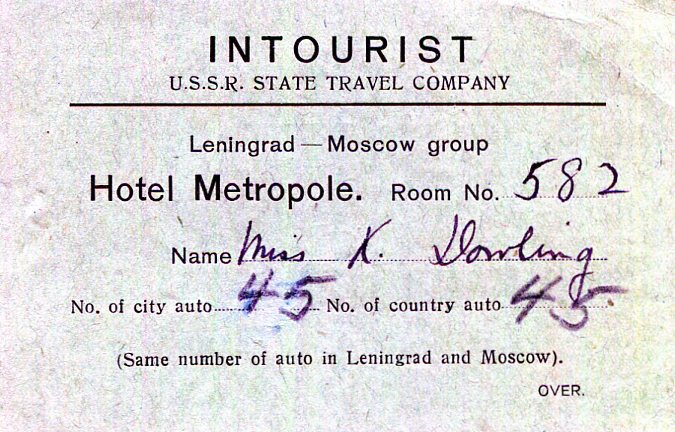 INTOURIST
U.S.S.R. STATE TRAVEL COMPANY
Leningrad — Moscow group
Hotel Metropole. Room No. 582
Name Miss K. Dowling
No. of city auto 45 No. of country auto 45
(Same number of auto in Leningrad and Moscow).
OVER.